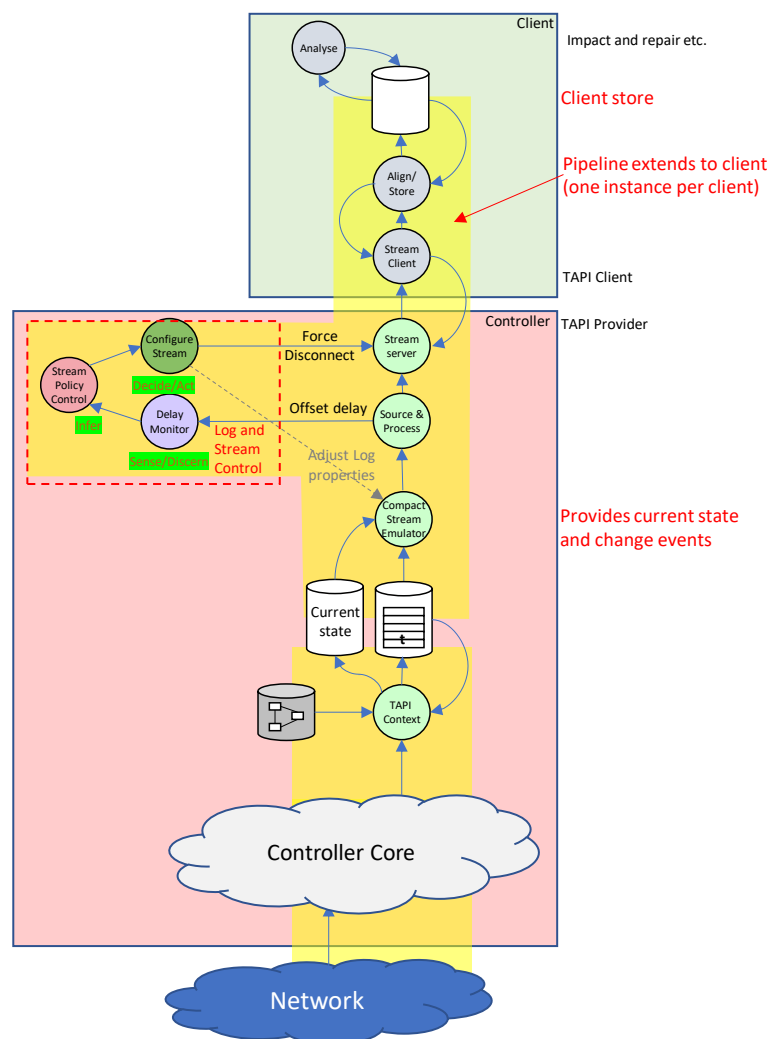 Client
Impact and repair etc.
Analyse
Client store
Pipeline extends to client
(one instance per client)
Align/
Store
Stream
Client
TAPI Client
Controller
TAPI Provider
Configure
Stream
Force
Disconnect
Stream
server
Stream
Policy
Control
Decide/Act
Infer
Delay
Monitor
Offset delay
Source &
Process
Log and
Stream
Control
Sense/Discern
Adjust Log
properties
Compact
Stream
Emulator
Provides current state
and change events
Current
state
t
TAPI
Context
Controller Core
Network